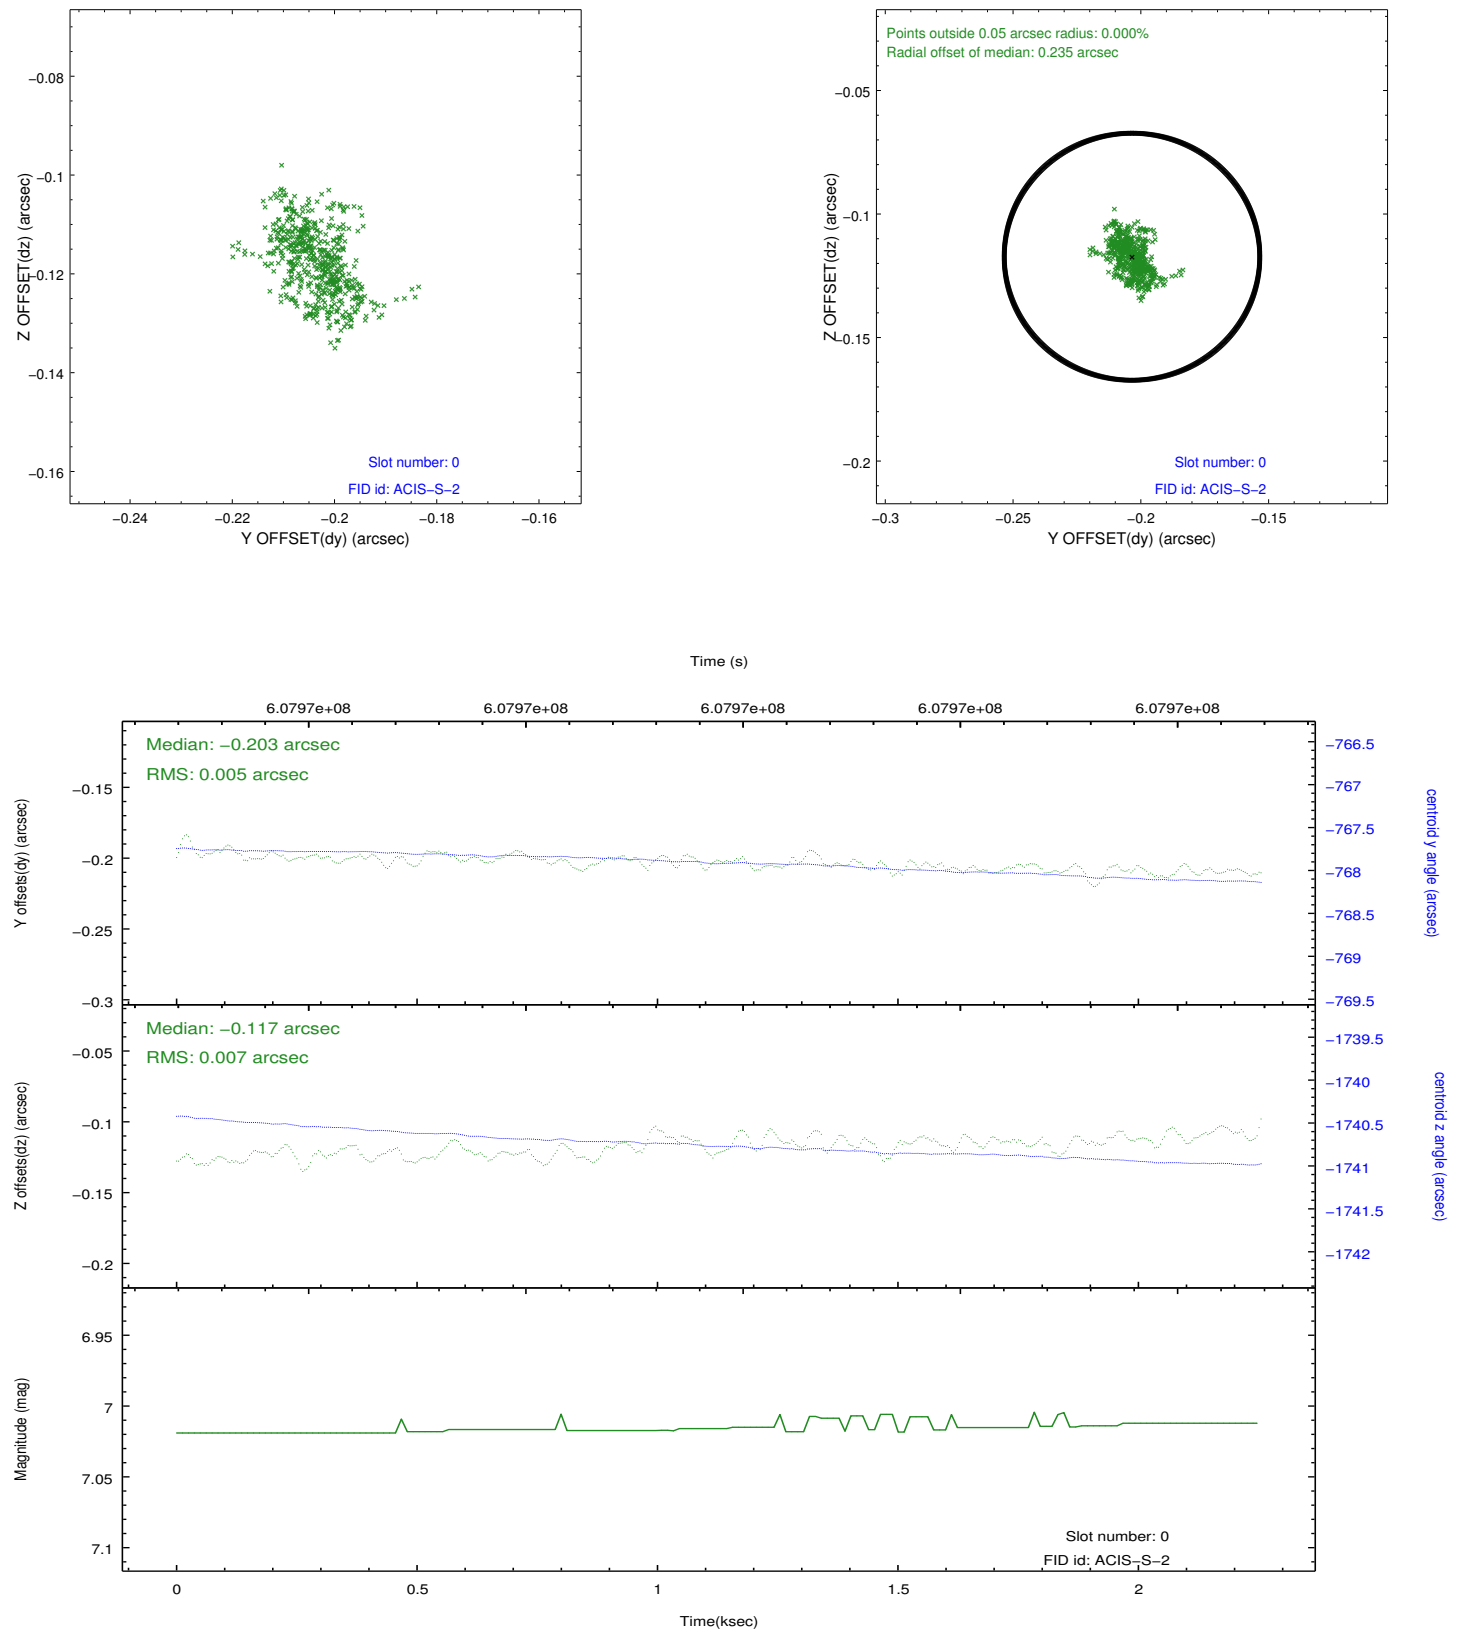 −0.08
−0.1
−0.12
−0.14
−0.16
Z OFFSET(dz) (arcsec)
Slot number: 0
FID id: ACIS−S−2
−0.24 −0.22 −0.2 −0.18 −0.16
Y OFFSET(dy) (arcsec)
Points outside 0.05 arcsec radius: 0.000%
Radial offset of median: 0.235 arcsec
−0.05
−0.1
−0.15
−0.2
Z OFFSET(dz) (arcsec)
Slot number: 0
FID id: ACIS−S−2
−0.3 −0.25 −0.2 −0.15
Y OFFSET(dy) (arcsec)
Time (s)
6.0797e+08 6.0797e+08 6.0797e+08 6.0797e+08 6.0797e+08
Median: −0.203 arcsec
RMS: 0.005 arcsec
−0.15
−0.2
−0.25
−0.3
Y offsets(dy) (arcsec)
−766.5
−767
−767.5
−768
−768.5
−769
−769.5
centroid y angle (arcsec)
Median: −0.117 arcsec
RMS: 0.007 arcsec
−0.05
−0.1
−0.15
−0.2
Z offsets(dz) (arcsec)
−1739.5
−1740
−1740.5
−1741
−1741.5
−1742
centroid z angle (arcsec)
6.95
7
7.05
7.1
Magnitude (mag)
Slot number: 0
FID id: ACIS−S−2
0 0.5 1 1.5 2
Time(ksec)